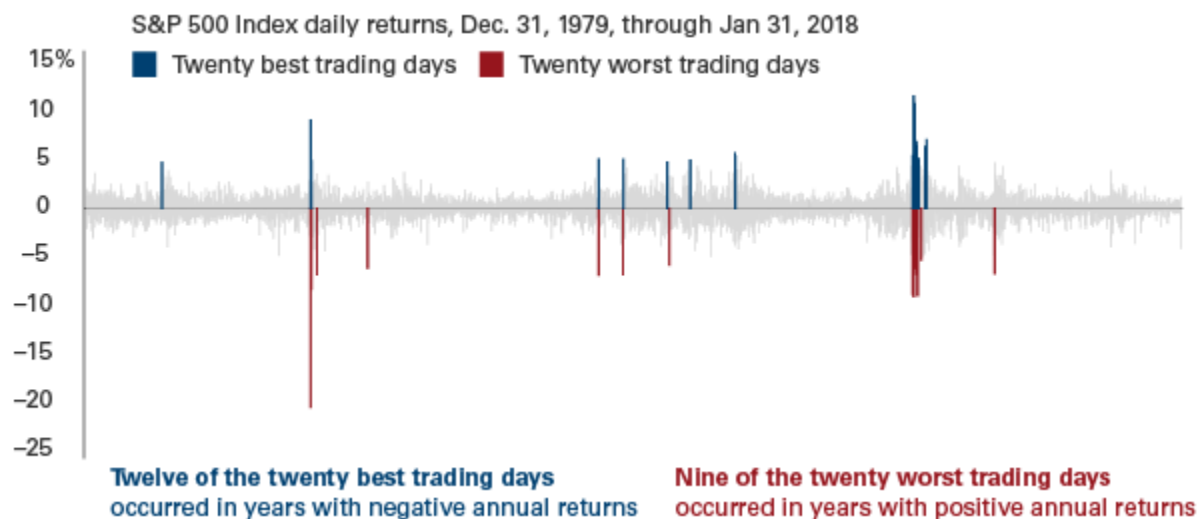 S&P 500 Index daily returns, Dec. 31, 1979, through Jan 31, 2018
Twenty best trading days Twenty worst trading days
15%
10
5
0
–5
–10
–15
–20
–25
Twelve of the twenty best trading days
occurred in years with negative annual returns
Nine of the twenty worst trading days
occurred in years with positive annual returns